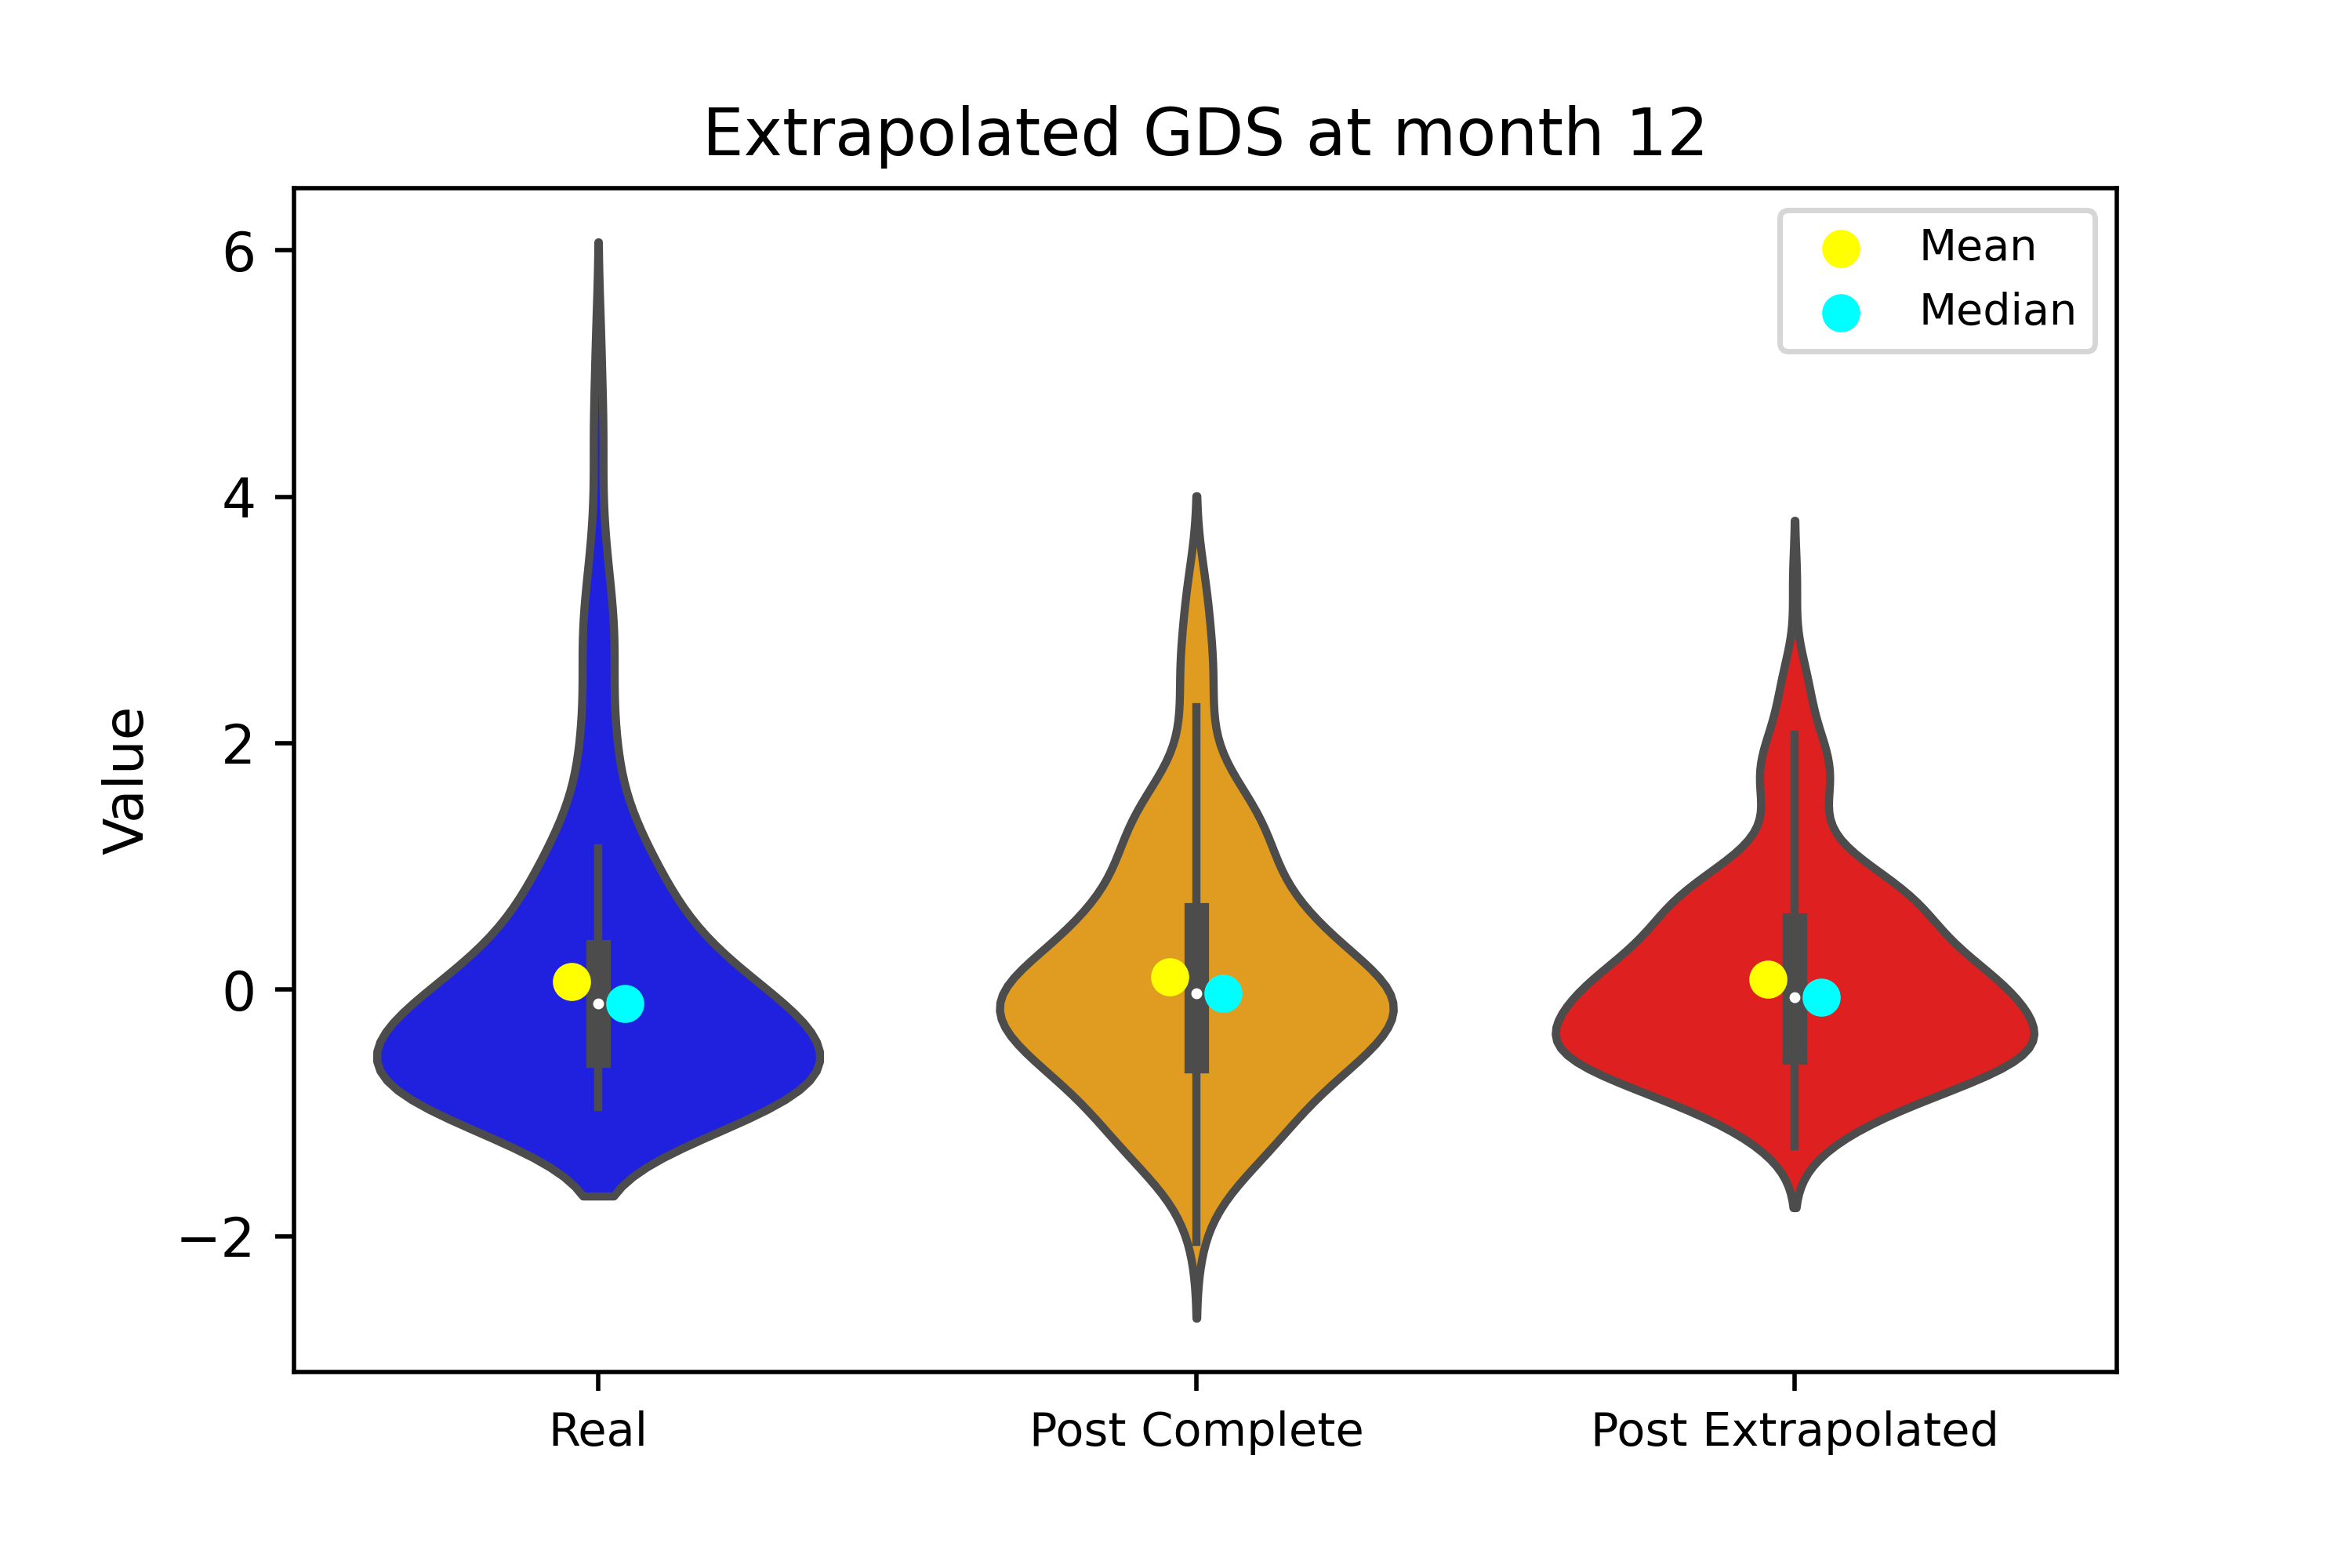 Extrapolated GDS at month 12
Mean
Median
6
4
2
0
−2
Value
Real
Post Complete
Post Extrapolated